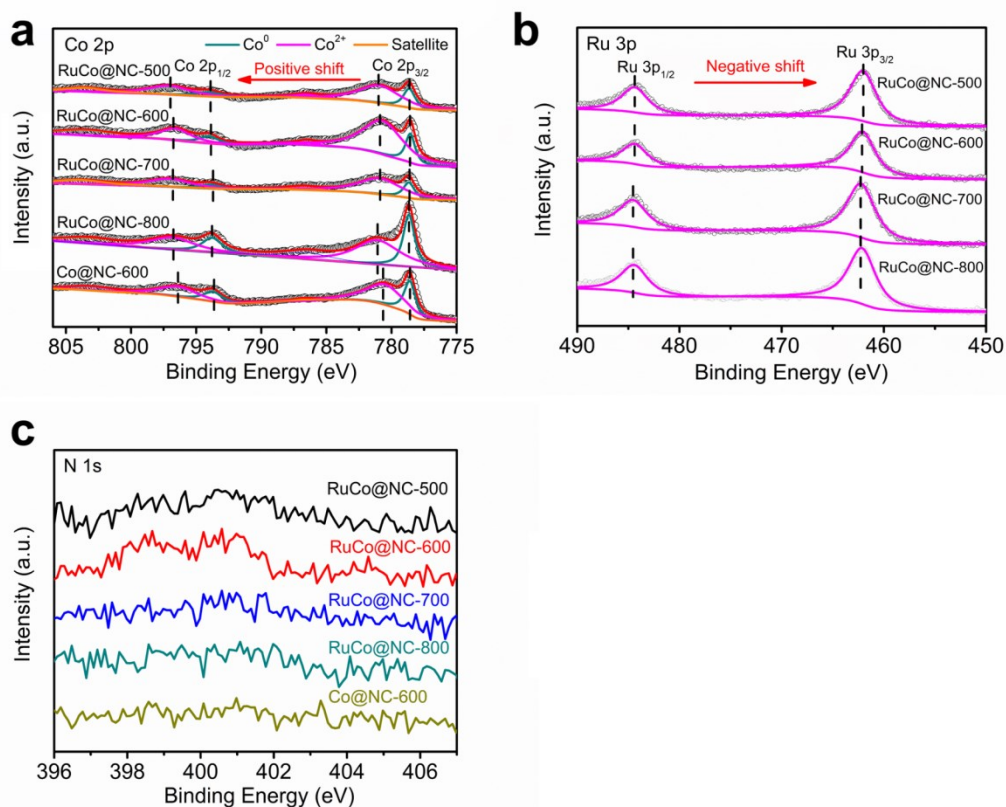 a
Co 2p
Co⁰
Co²⁺
Satellite
Co 2p₁/₂
Positive shift
Co 2p₃/₂
RuCo@NC-500
RuCo@NC-600
RuCo@NC-700
RuCo@NC-800
Co@NC-600
Intensity (a.u.)
805 800 795 790 785 780 775
Binding Energy (eV)
b
Ru 3p
Ru 3p₁/₂
Negative shift
Ru 3p₃/₂
RuCo@NC-500
RuCo@NC-600
RuCo@NC-700
RuCo@NC-800
Intensity (a.u.)
490 480 470 460 450
Binding Energy (eV)
c
N 1s
RuCo@NC-500
RuCo@NC-600
RuCo@NC-700
RuCo@NC-800
Co@NC-600
Intensity (a.u.)
396 398 400 402 404 406
Binding Energy (eV)